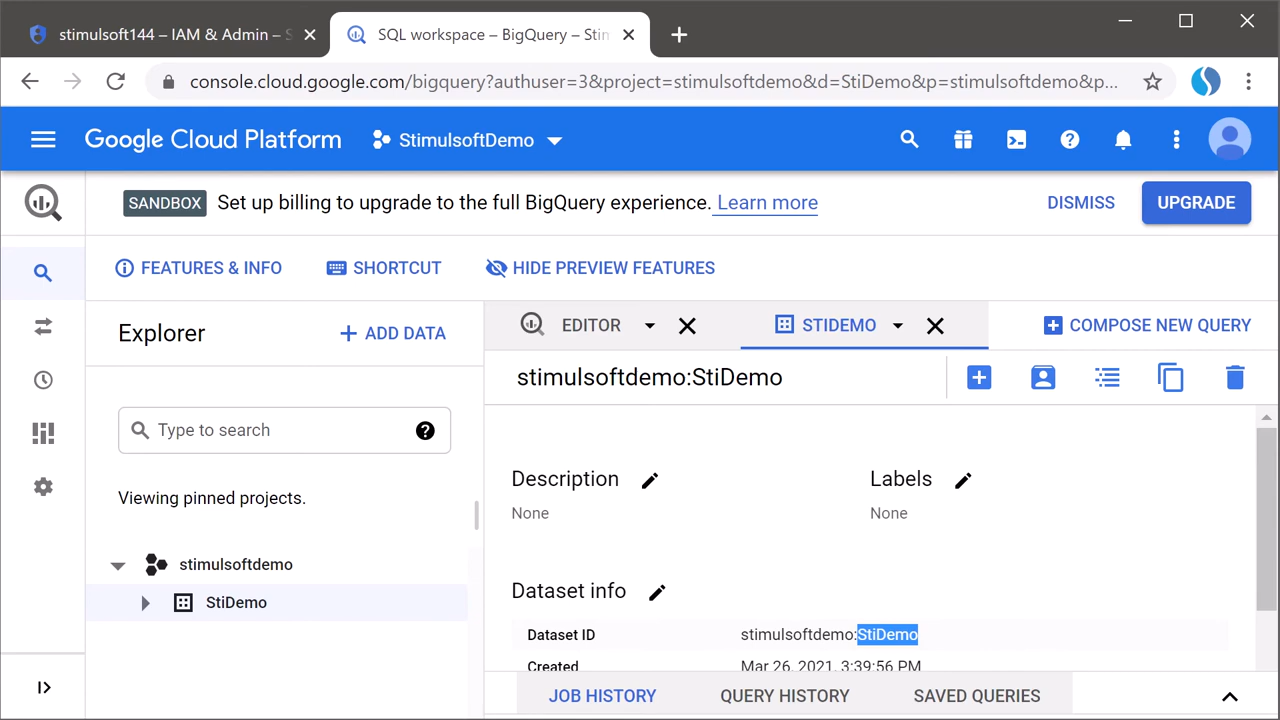 stimulsoft144 – IAM & Admin – S
SQL workspace – BigQuery – Stim
console.cloud.google.com/bigquery?authuser=3&project=stimulsoftdemo&d=StiDemo&p=stimulsoftdemo&p...
Google Cloud Platform
StimulsoftDemo
SANDBOX
Set up billing to upgrade to the full BigQuery experience. Learn more
DISMISS
UPGRADE
FEATURES & INFO
SHORTCUT
HIDE PREVIEW FEATURES
Explorer
ADD DATA
Type to search
Viewing pinned projects.
stimulsoftdemo
StiDemo
EDITOR
STIDEMO
COMPOSE NEW QUERY
stimulsoftdemo:StiDemo
Description
None
Labels
None
Dataset info
Dataset ID
stimulsoftdemo:StiDemo
Created
Mar 26, 2021, 3:39:56 PM
JOB HISTORY
QUERY HISTORY
SAVED QUERIES